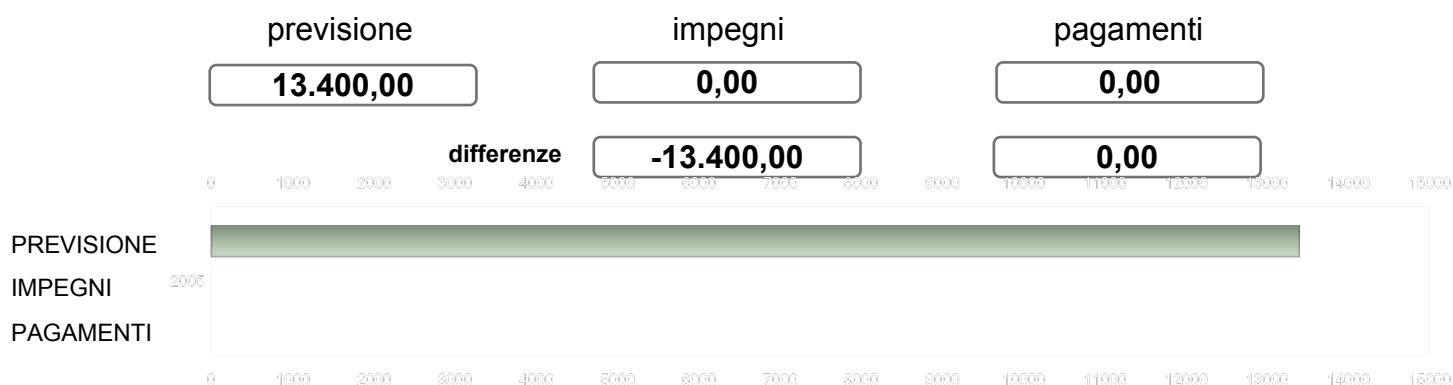 previsione impegni pagamenti
13.400,00 0,00 0,00
differenze -13.400,00 0,00
0 1000 2000 3000 4000 5000 6000 7000 8000 9000 10000 11000 12000 13000 14000 15000
PREVISIONE
2005
IMPEGNI
PAGAMENTI
0 1000 2000 3000 4000 5000 6000 7000 8000 9000 10000 11000 12000 13000 14000 15000